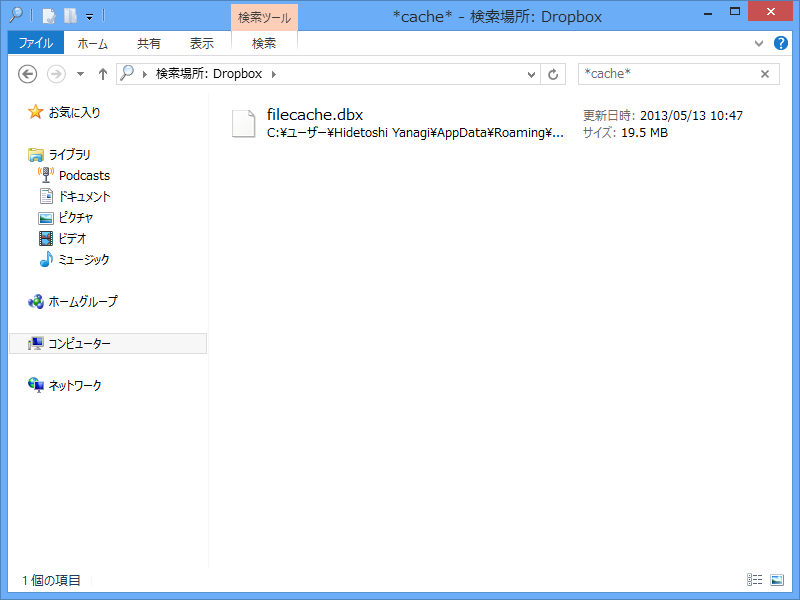 検索ツール
*cache* - 検索場所: Dropbox
ファイル ホーム 共有 表示 検索
検索場所: Dropbox
*cache*
お気に入り
ライブラリ
Podcasts
ドキュメント
ピクチャ
ビデオ
ミュージック
ホームグループ
コンピューター
ネットワーク
filecache.dbx
C:¥ユーザー¥Hidetoshi Yanagi¥AppData¥Roaming¥...
更新日時: 2013/05/13 10:47
サイズ: 19.5 MB
1 個の項目